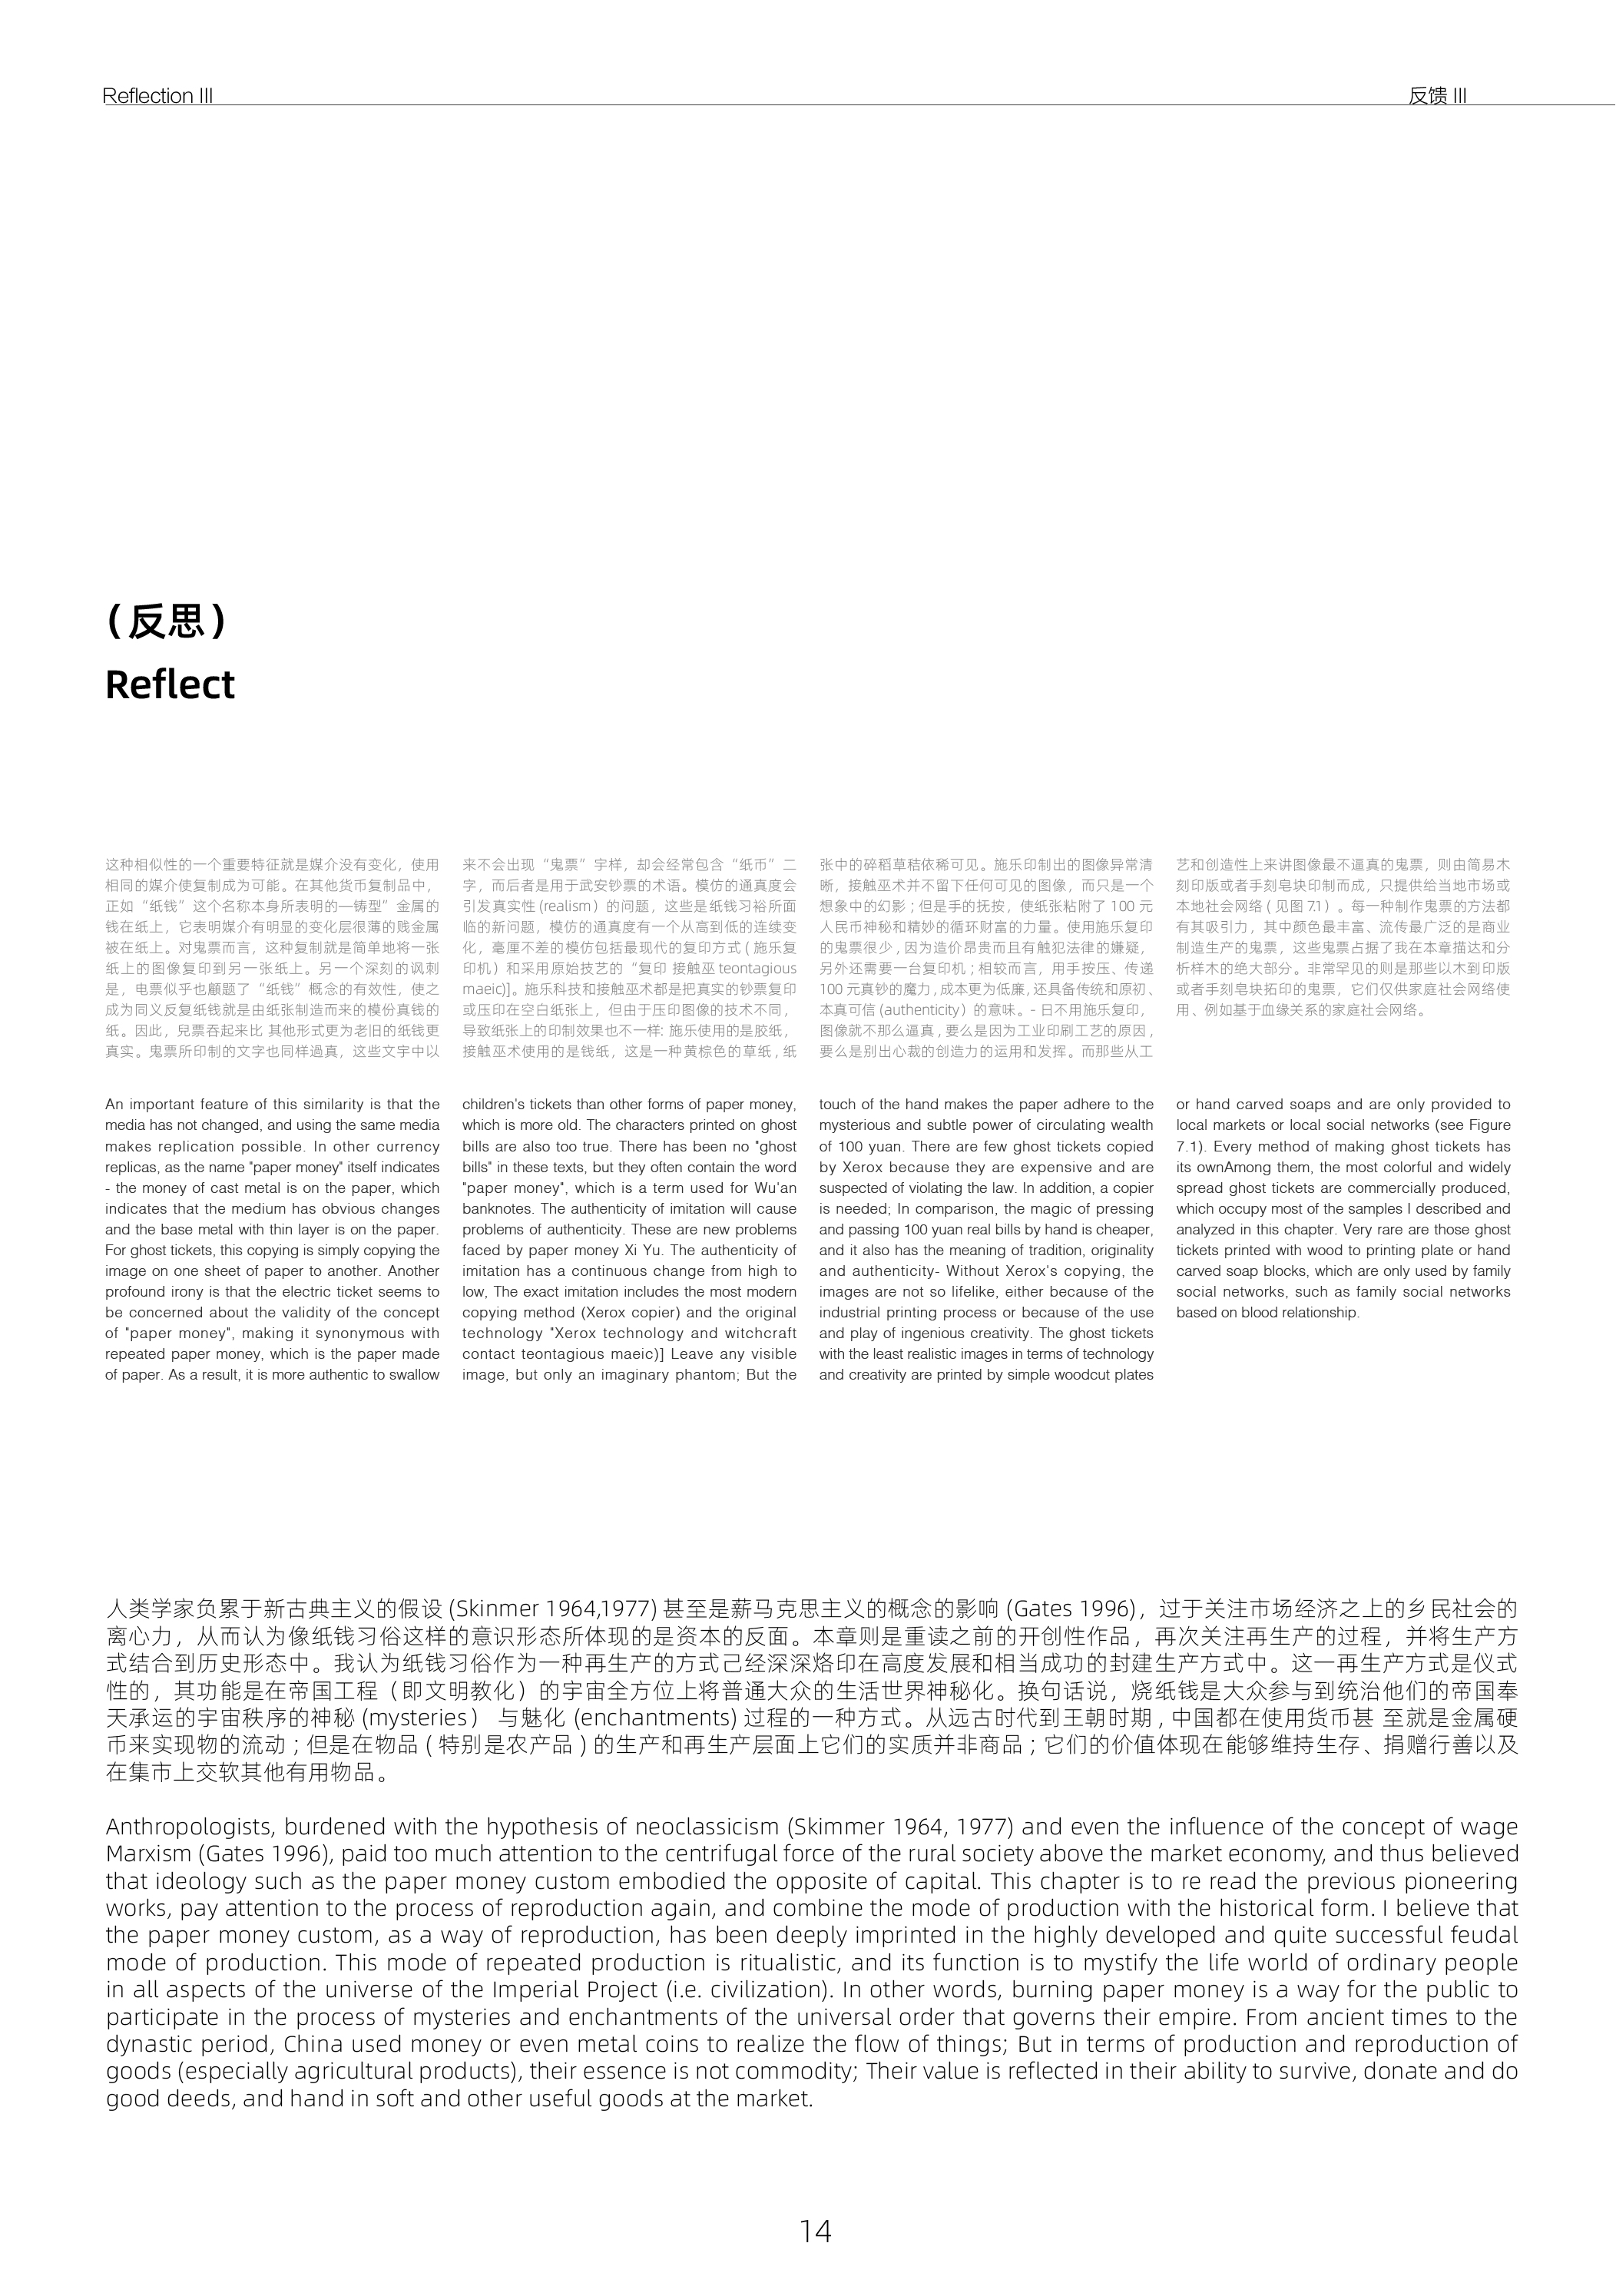 Reflection III
反馈 III
（反思）
Reflect
这种相似性的一个重要特征就是媒介没有变化，使用
相同的媒介使复制成为可能。在其他货币复制品中，
正如“纸钱”这个名称本身所表明的—铸型”金属的
钱在纸上，它表明媒介有明显的变化层很薄的贱金属
被在纸上。对鬼票而言，这种复制就是简单地将一张
纸上的图像复印到另一张纸上。另一个深刻的讽刺
是，电票似乎也顧题了“纸钱”概念的有效性，使之
成为同义反复纸钱就是由纸张制造而来的模份真钱的
纸。因此，兒票吞起来比 其他形式更为老旧的纸钱更
真实。鬼票所印制的文字也同样過真，这些文宇中以
来不会出现“鬼票”宇样，却会经常包含“纸币”二
字，而后者是用于武安钞票的术语。模仿的通真度会
引发真实性 (realism）的问题，这些是纸钱习裕所面
临的新问题，模仿的通真度有一个从高到低的连续变
化，毫厘不差的模仿包括最现代的复印方式 ( 施乐复
印机）和采用原始技艺的“复印 接触巫 teontagious
maeic)]。施乐科技和接触巫术都是把真实的钞票复印
或压印在空白纸张上，但由于压印图像的技术不同，
导致纸张上的印制效果也不一样: 施乐使用的是胶纸，
接触巫术使用的是钱纸，这是一种黄棕色的草纸 , 纸
张中的碎稻草秸依稀可见。施乐印制出的图像异常清
晰，接触巫术并不留下任何可见的图像，而只是一个
想象中的幻影 ; 但是手的抚按，使纸张粘附了 100 元
人民币神秘和精妙的循环财富的力量。使用施乐复印
的鬼票很少 , 因为造价昂贵而且有触犯法律的嫌疑，
另外还需要一台复印机 ; 相较而言，用手按压、传递
100 元真钞的魔力 , 成本更为低廉 , 还具备传统和原初、
本真可信 (authenticity）的意味。- 日不用施乐复印，
图像就不那么逼真 , 要么是因为工业印刷工艺的原因 ,
要么是别出心裁的创造力的运用和发挥。而那些从工
艺和创造性上来讲图像最不逼真的鬼票，则由简易木
刻印版或者手刻皂块印制而成，只提供给当地市场或
本地社会网络 ( 见图 7.1）。每一种制作鬼票的方法都
有其吸引力，其中颜色最丰富、流传最广泛的是商业
制造生产的鬼票，这些鬼票占据了我在本章描达和分
析样木的绝大部分。非常罕见的则是那些以木到印版
或者手刻皂块拓印的鬼票，它们仅供家庭社会网络使
用、例如基于血缘关系的家庭社会网络。
An important feature of this similarity is that the
media has not changed, and using the same media
makes replication possible. In other currency
replicas, as the name "paper money" itself indicates
- the money of cast metal is on the paper, which
indicates that the medium has obvious changes
and the base metal with thin layer is on the paper.
For ghost tickets, this copying is simply copying the
image on one sheet of paper to another. Another
profound irony is that the electric ticket seems to
be concerned about the validity of the concept
of "paper money", making it synonymous with
repeated paper money, which is the paper made
of paper. As a result, it is more authentic to swallow
children's tickets than other forms of paper money,
which is more old. The characters printed on ghost
bills are also too true. There has been no "ghost
bills" in these texts, but they often contain the word
"paper money", which is a term used for Wu'an
banknotes. The authenticity of imitation will cause
problems of authenticity. These are new problems
faced by paper money Xi Yu. The authenticity of
imitation has a continuous change from high to
low, The exact imitation includes the most modern
copying method (Xerox copier) and the original
technology "Xerox technology and witchcraft
contact teontagious maeic)] Leave any visible
image, but only an imaginary phantom; But the
touch of the hand makes the paper adhere to the
mysterious and subtle power of circulating wealth
of 100 yuan. There are few ghost tickets copied
by Xerox because they are expensive and are
suspected of violating the law. In addition, a copier
is needed; In comparison, the magic of pressing
and passing 100 yuan real bills by hand is cheaper,
and it also has the meaning of tradition, originality
and authenticity- Without Xerox's copying, the
images are not so lifelike, either because of the
industrial printing process or because of the use
and play of ingenious creativity. The ghost tickets
with the least realistic images in terms of technology
and creativity are printed by simple woodcut plates
or hand carved soaps and are only provided to
local markets or local social networks (see Figure
7.1). Every method of making ghost tickets has
its ownAmong them, the most colorful and widely
spread ghost tickets are commercially produced,
which occupy most of the samples I described and
analyzed in this chapter. Very rare are those ghost
tickets printed with wood to printing plate or hand
carved soap blocks, which are only used by family
social networks, such as family social networks
based on blood relationship.
人类学家负累于新古典主义的假设 (Skinmer 1964,1977) 甚至是薪马克思主义的概念的影响 (Gates 1996)，过于关注市场经济之上的乡民社会的
离心力，从而认为像纸钱习俗这样的意识形态所体现的是资本的反面。本章则是重读之前的开创性作品，再次关注再生产的过程，并将生产方
式结合到历史形态中。我认为纸钱习俗作为一种再生产的方式己经深深烙印在高度发展和相当成功的封建生产方式中。这一再生产方式是仪式
性的，其功能是在帝国工程（即文明教化）的宇宙全方位上将普通大众的生活世界神秘化。换句话说，烧纸钱是大众参与到统治他们的帝国奉
天承运的宇宙秩序的神秘 (mysteries） 与魅化 (enchantments) 过程的一种方式。从远古时代到王朝时期 , 中国都在使用货币甚 至就是金属硬
币来实现物的流动 ; 但是在物品 ( 特别是农产品 ) 的生产和再生产层面上它们的实质并非商品 ; 它们的价值体现在能够维持生存、捐赠行善以及
在集市上交软其他有用物品。
Anthropologists, burdened with the hypothesis of neoclassicism (Skimmer 1964, 1977) and even the influence of the concept of wage
Marxism (Gates 1996), paid too much attention to the centrifugal force of the rural society above the market economy, and thus believed
that ideology such as the paper money custom embodied the opposite of capital. This chapter is to re read the previous pioneering
works, pay attention to the process of reproduction again, and combine the mode of production with the historical form. I believe that
the paper money custom, as a way of reproduction, has been deeply imprinted in the highly developed and quite successful feudal
mode of production. This mode of repeated production is ritualistic, and its function is to mystify the life world of ordinary people
in all aspects of the universe of the Imperial Project (i.e. civilization). In other words, burning paper money is a way for the public to
participate in the process of mysteries and enchantments of the universal order that governs their empire. From ancient times to the
dynastic period, China used money or even metal coins to realize the flow of things; But in terms of production and reproduction of
goods (especially agricultural products), their essence is not commodity; Their value is reflected in their ability to survive, donate and do
good deeds, and hand in soft and other useful goods at the market.
14